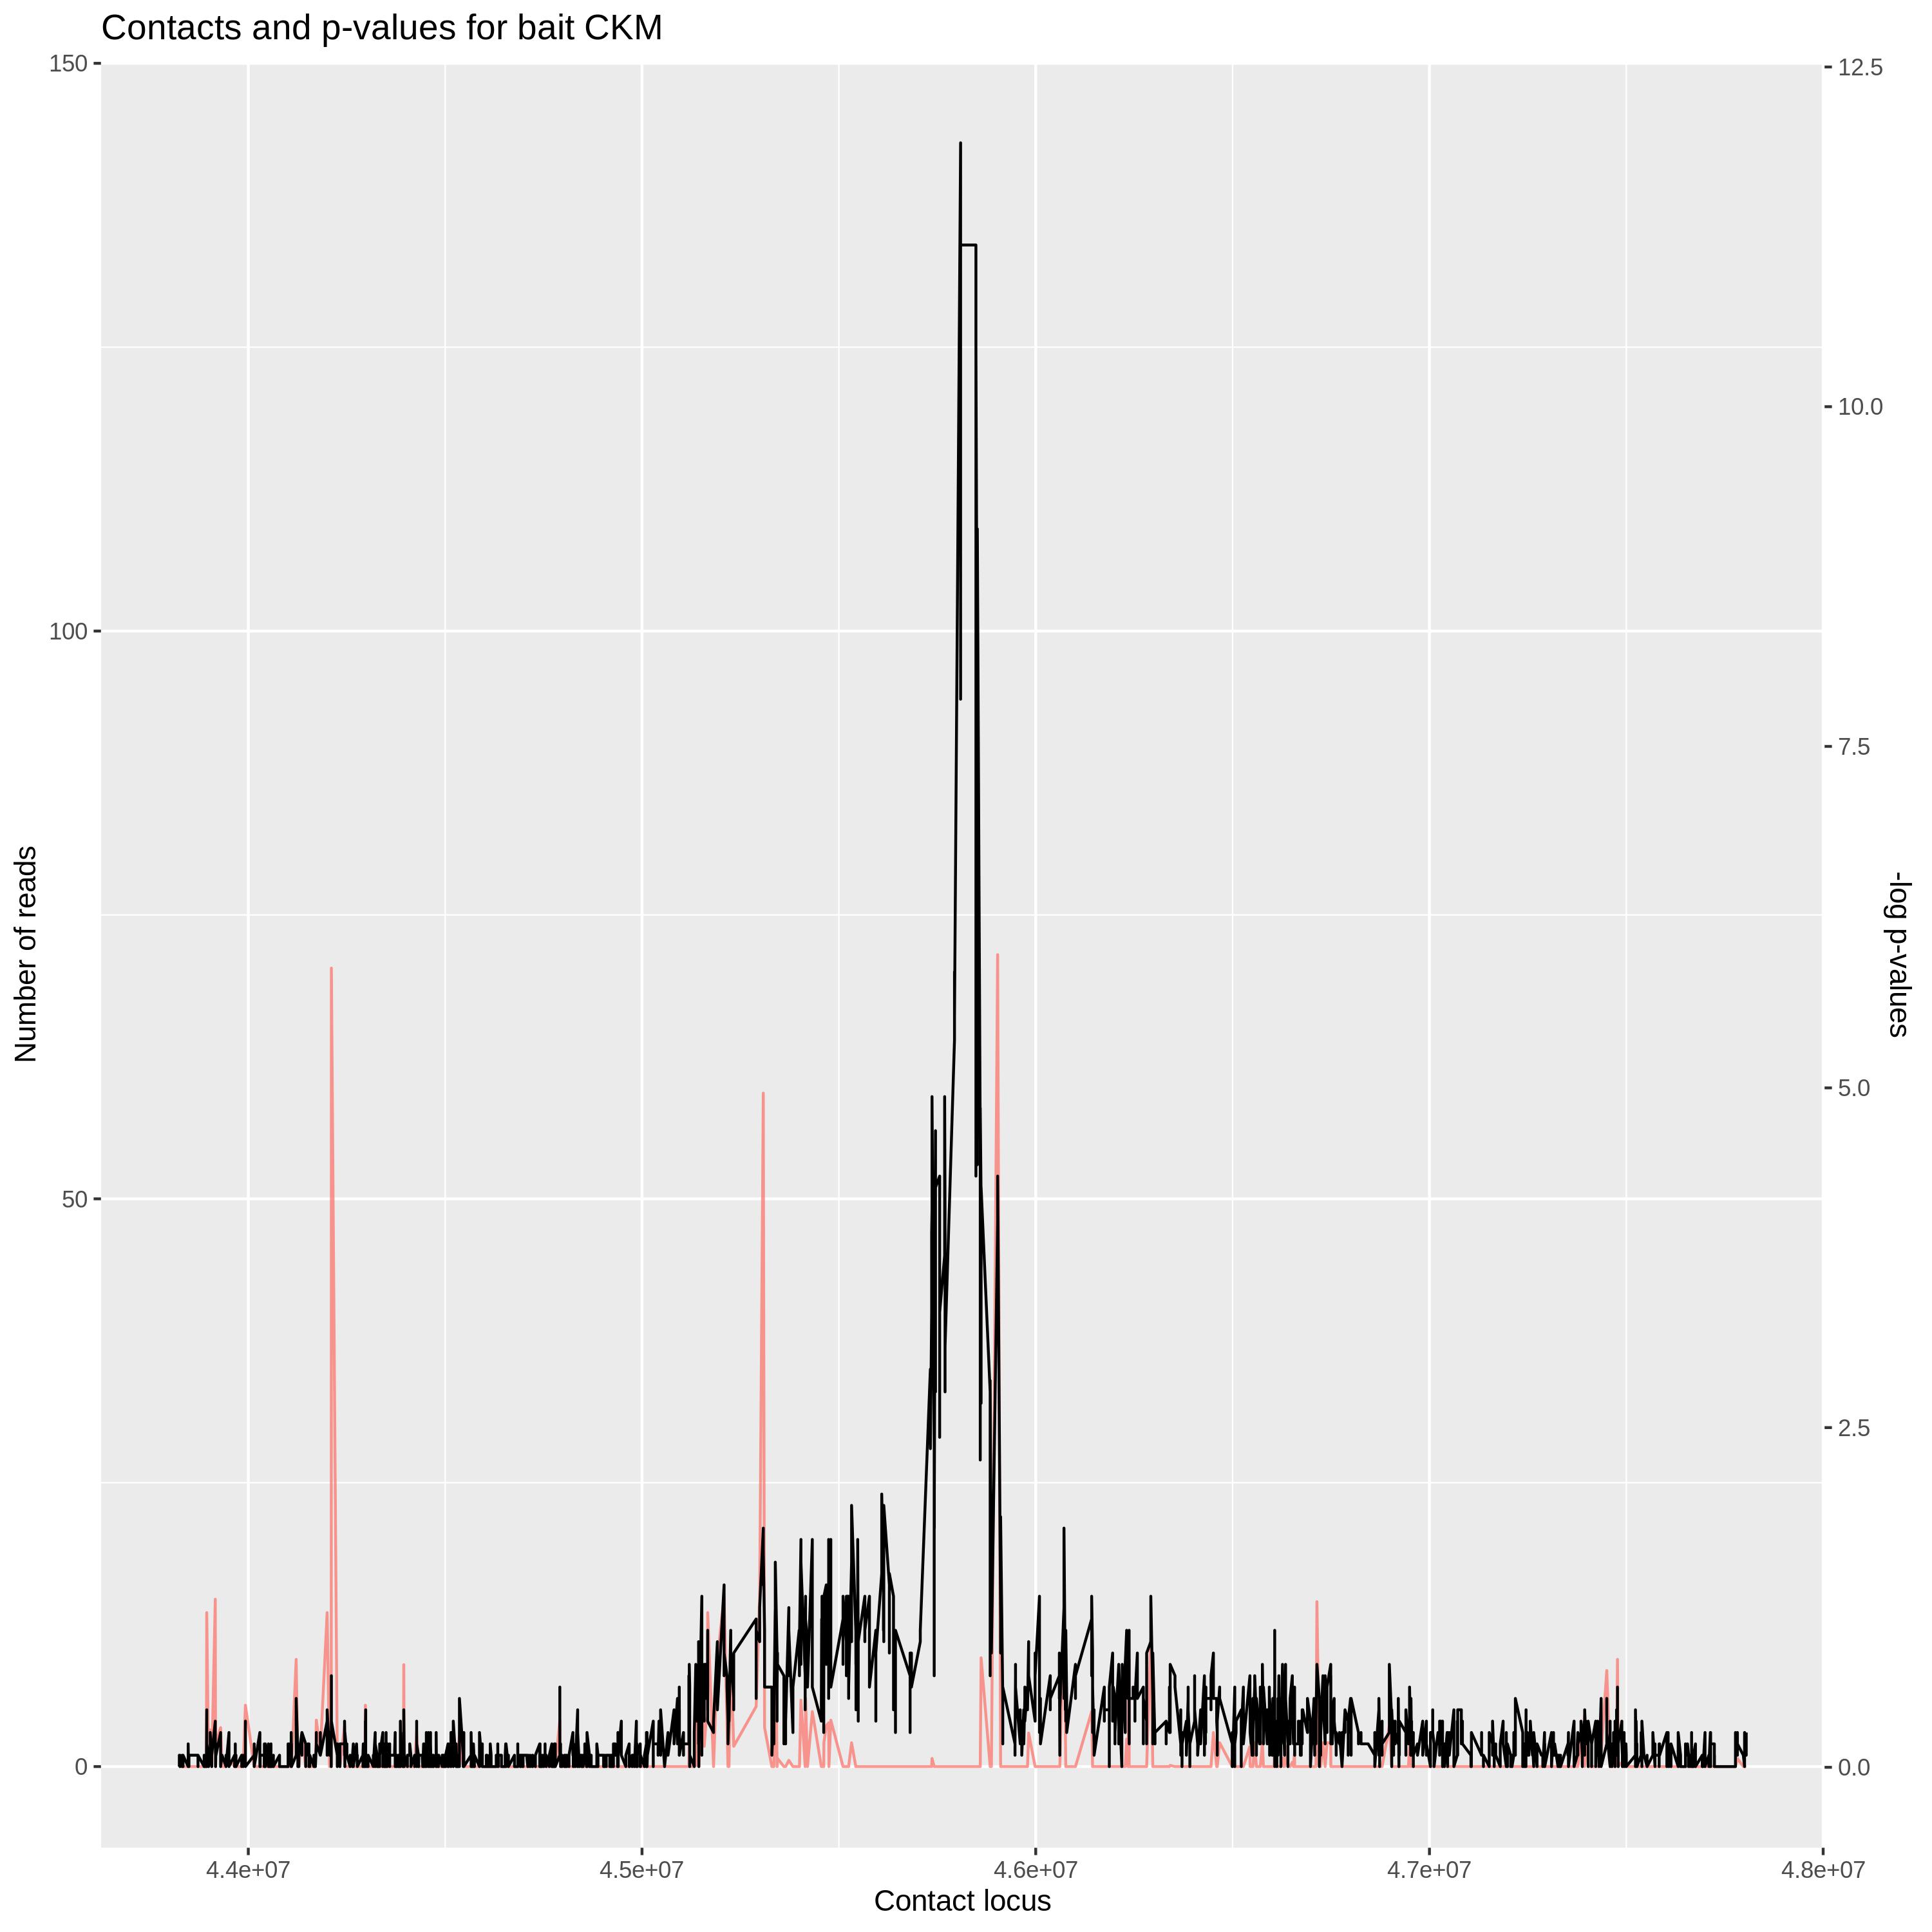 Contacts and p-values for bait CKM
150
100
50
0
12.5
10.0
7.5
5.0
2.5
0.0
Number of reads
-log p-values
4.4e+07
4.5e+07
4.6e+07
4.7e+07
4.8e+07
Contact locus